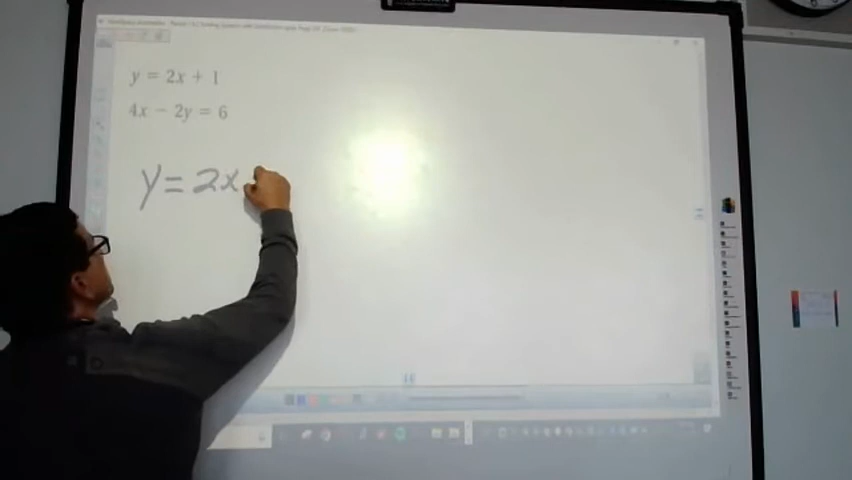 y = 2x + 1
4x - 2y = 6
y = 2x